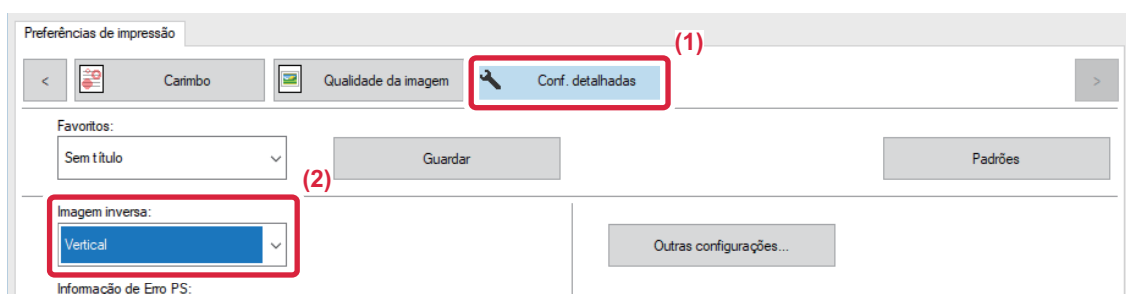 Preferências de impressão
(1)
< Carimbo Qualidade da imagem Conf. detalhadas >
Favoritos:
Sem título Guardar Padrões
(2)
Imagem inversa:
Vertical Outras configurações...
Informação de Erro PS: